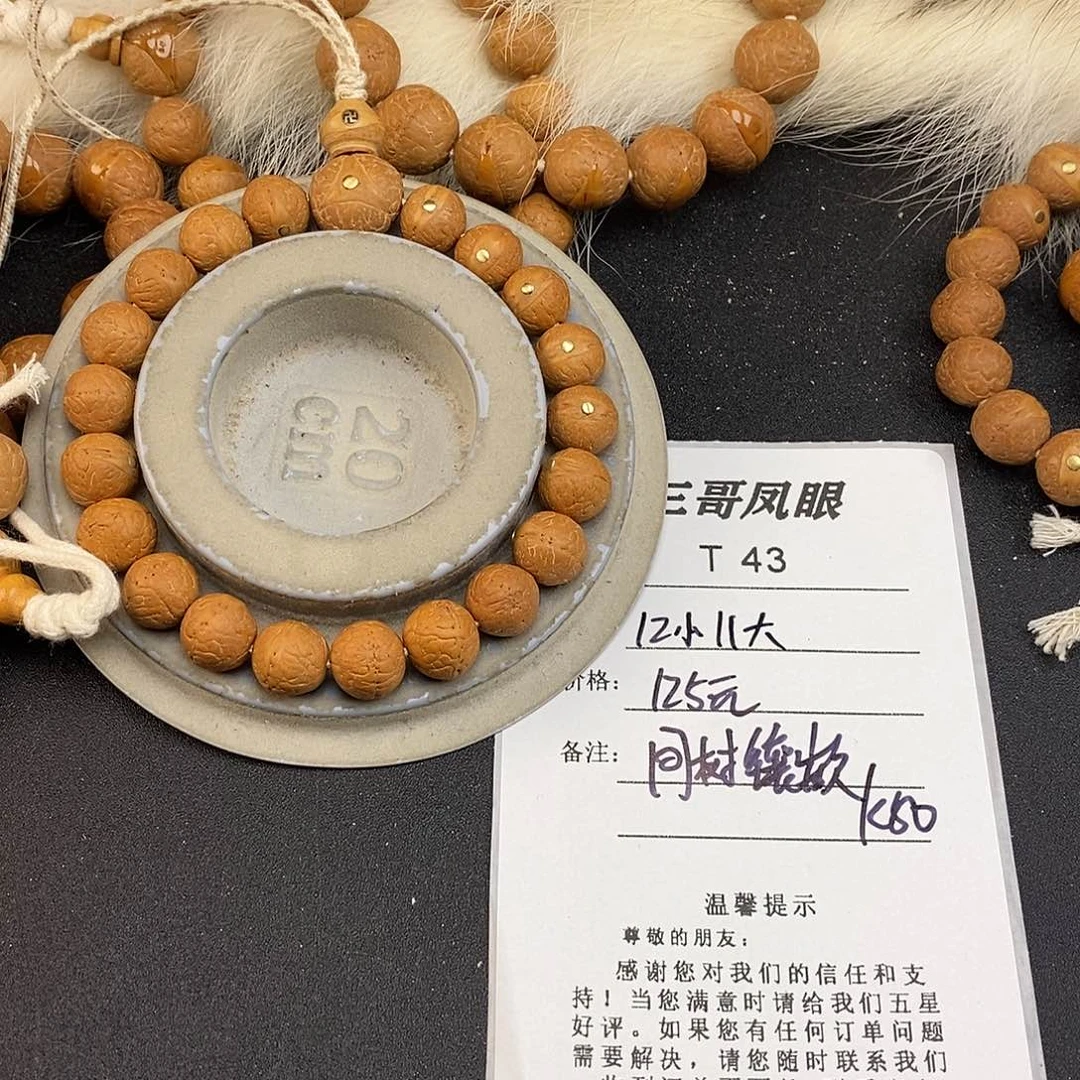 20
cm
三哥凤眼
T 43
12小11大
价格: 125元
备注: 同树
K50
温馨提示
尊敬的朋友:
感谢您对我们的信任和支
持!当您满意时请给我们五星
好评。如果您有任何订单问题
需要解决,请您随时联系我们